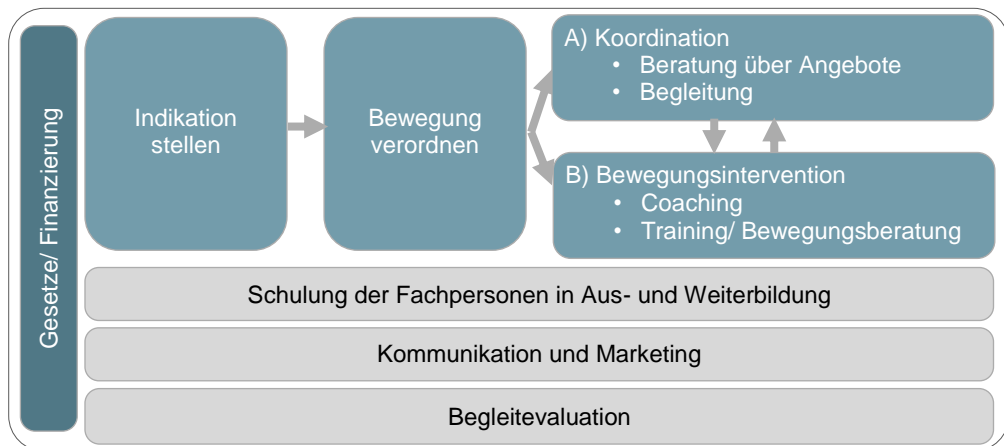 Gesetze/ Finanzierung
Indikation
stellen
Bewegung
verordnen
A) Koordination
• Beratung über Angebote
• Begleitung
B) Bewegungsintervention
• Coaching
• Training/ Bewegungsberatung
Schulung der Fachpersonen in Aus- und Weiterbildung
Kommunikation und Marketing
Begleitevaluation